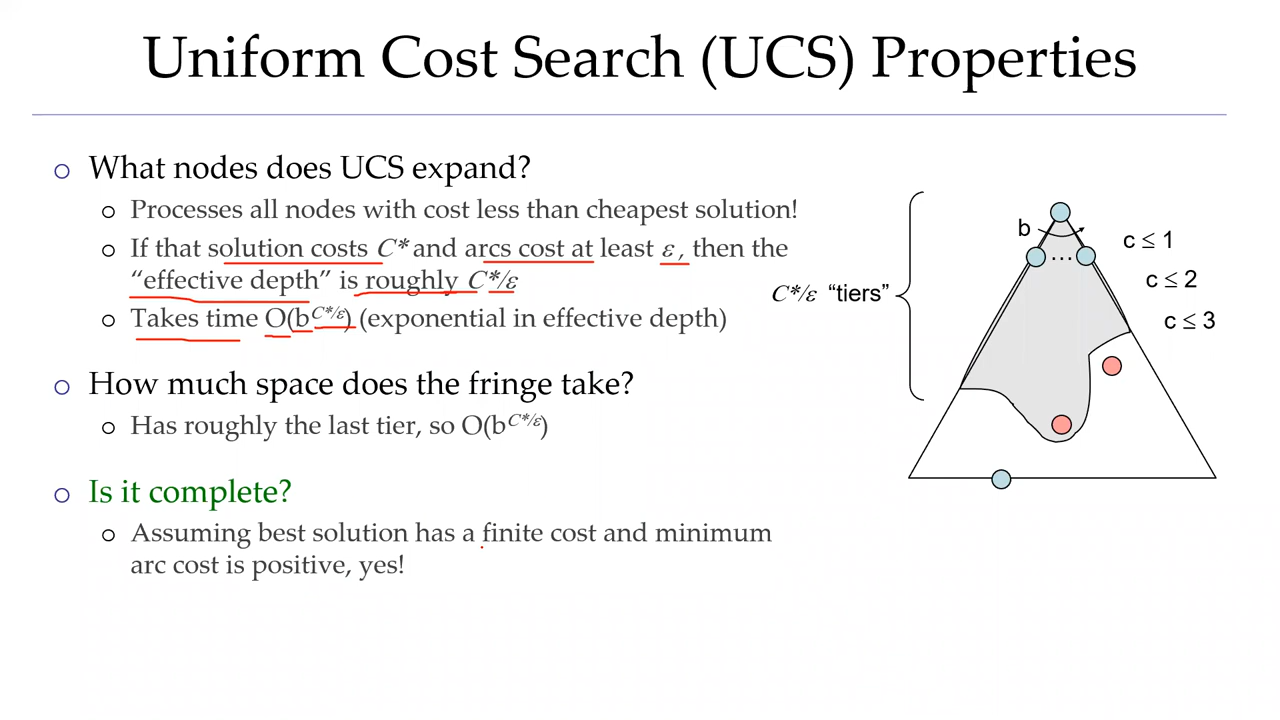 Uniform Cost Search (UCS) Properties
o What nodes does UCS expand?
o Processes all nodes with cost less than cheapest solution!
o If that solution costs C* and arcs cost at least ε , then the
“effective depth” is roughly C*/ε
o Takes time O(b^C*/ε) (exponential in effective depth)
o How much space does the fringe take?
o Has roughly the last tier, so O(b^C*/ε)
o Is it complete?
o Assuming best solution has a finite cost and minimum
arc cost is positive, yes!
b
…
c ≤ 1
c ≤ 2
c ≤ 3
C*/ε “tiers”